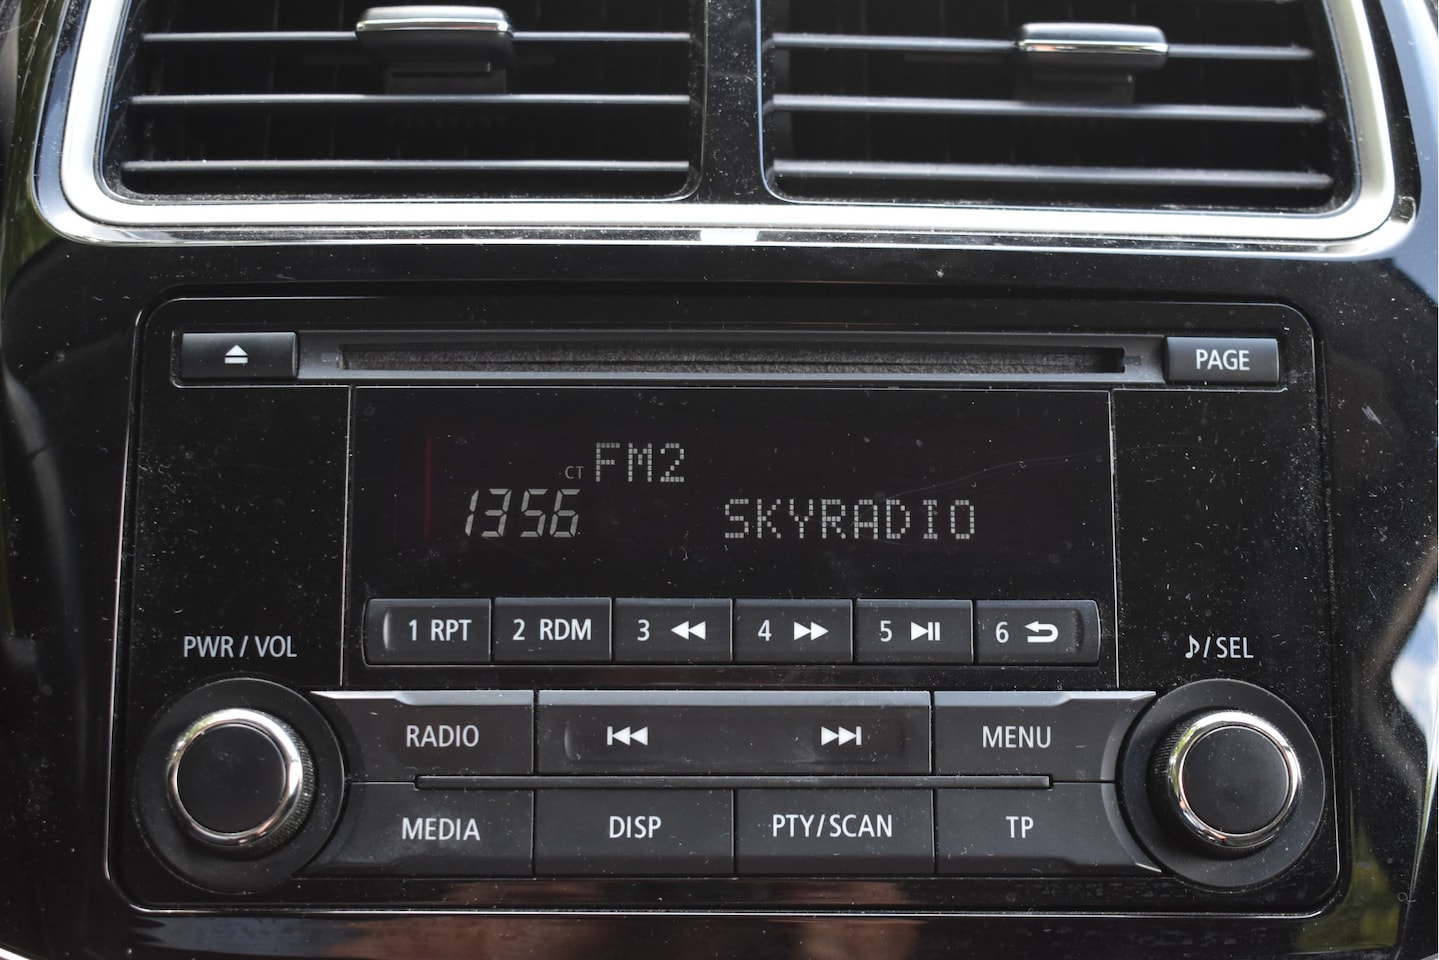 PAGE
CT FM2
1356 SKYRADIO
1 RPT 2 RDM 3 4 5 6
PWR / VOL
♪/ SEL
RADIO MENU
MEDIA DISP PTY/SCAN TP